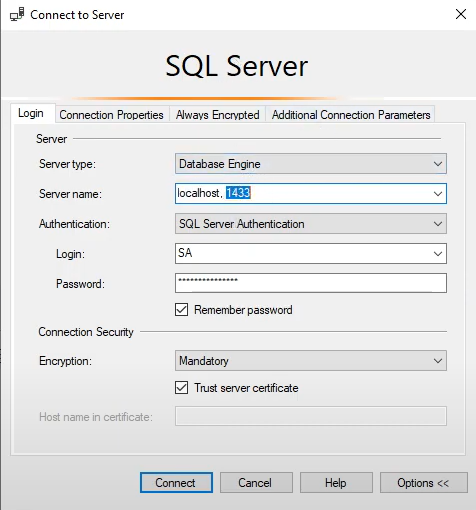 Connect to Server
SQL Server
Login Connection Properties Always Encrypted Additional Connection Parameters
Server
Server type: Database Engine
Server name: localhost, 1433
Authentication: SQL Server Authentication
Login: SA
Password: ***************
Remember password
Connection Security
Encryption: Mandatory
Trust server certificate
Host name in certificate:
Connect Cancel Help Options <<